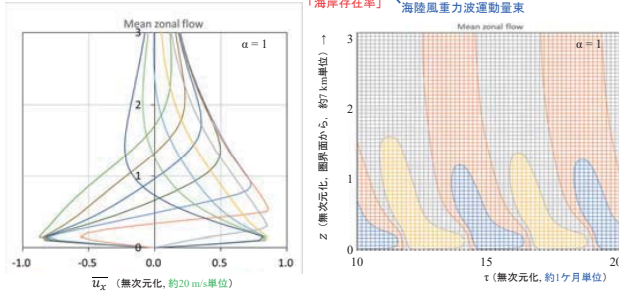 「海岸存在率」
海陸風重力波運動量束
Mean zonal flow
α = 1
3
2
1
0
-1.0
-0.5
0.0
0.5
1.0
ux （無次元化, 約20 m/s単位）
Mean zonal flow
α = 1
Z（無次元化，圏界面から，約7 km単位）→
3
2
1
0
10
15
20
τ (無次元化, 約1ケ月単位)